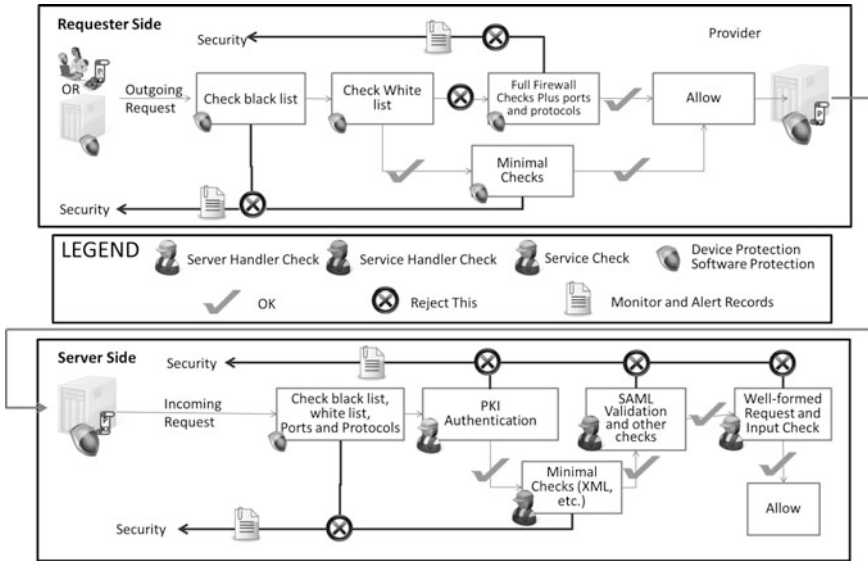 Requester Side
Security
Provider
OR
Outgoing
Request
Check black list
Check White
list
Full Firewall
Checks Plus ports
and protocols
Allow
Minimal
Checks
Security
LEGEND
Server Handler Check
Service Handler Check
Service Check
Device Protection
Software Protection
OK
Reject This
Monitor and Alert Records
Server Side
Security
Incoming
Request
Check black list,
white list,
Ports and Protocols
PKI
Authentication
SAML
Validation
and other
checks
Well-formed
Request and
Input Check
Minimal
Checks (XML,
etc.)
Allow
Security